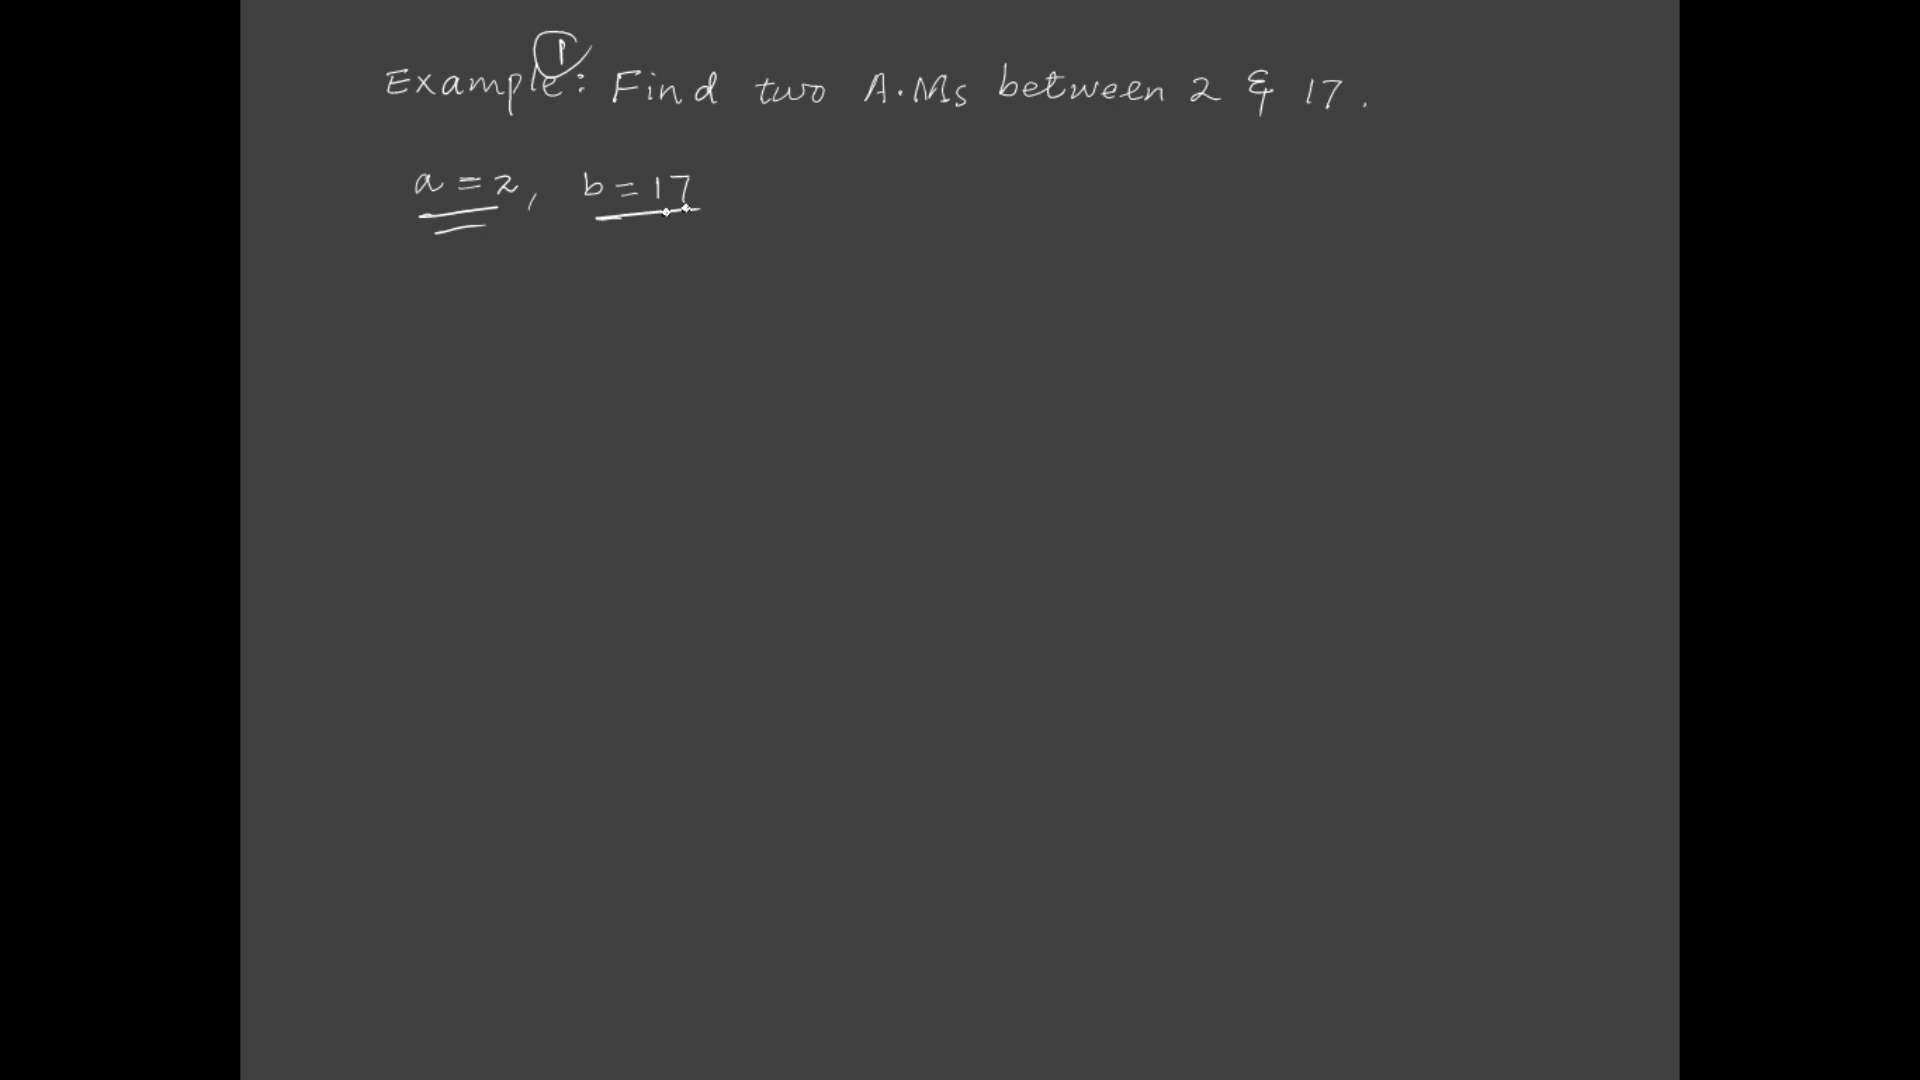 Example ①: Find two A.Ms between 2 & 17.
a = 2, b = 17